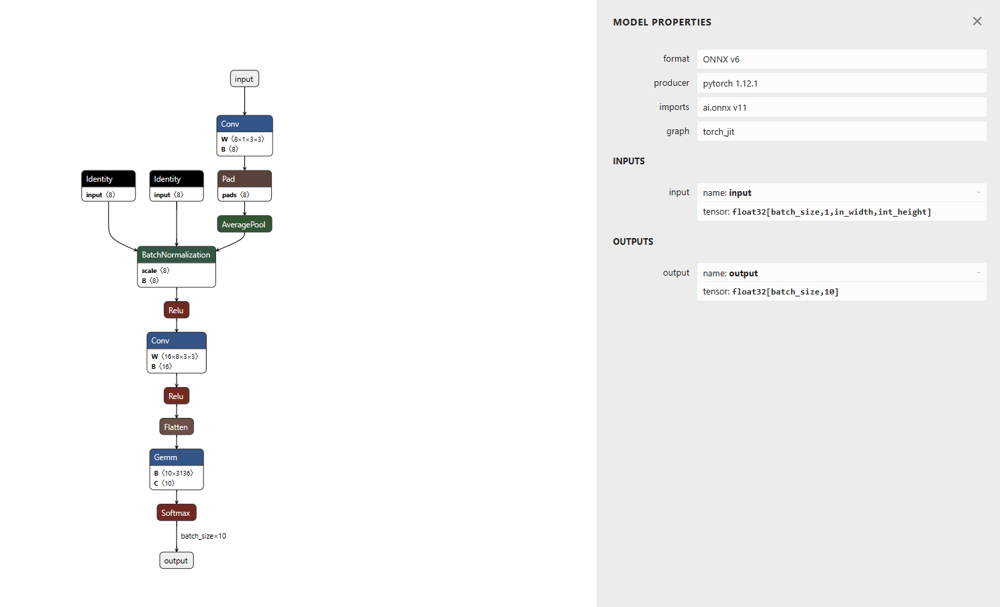 input
Conv
W 〈8×1×3×3〉
B 〈8〉
Identity
input 〈8〉
Identity
input 〈8〉
Pad
pads 〈8〉
AveragePool
BatchNormalization
scale 〈8〉
B 〈8〉
Relu
Conv
W 〈16×8×3×3〉
B 〈16〉
Relu
Flatten
Gemm
B 〈10×3136〉
C 〈10〉
Softmax
batch_size×10
output
MODEL PROPERTIES
format ONNX v6
producer pytorch 1.12.1
imports ai.onnx v11
graph torch_jit
INPUTS
input name: input -
tensor: float32[batch_size,1,in_width,int_height]
OUTPUTS
output name: output -
tensor: float32[batch_size,10]